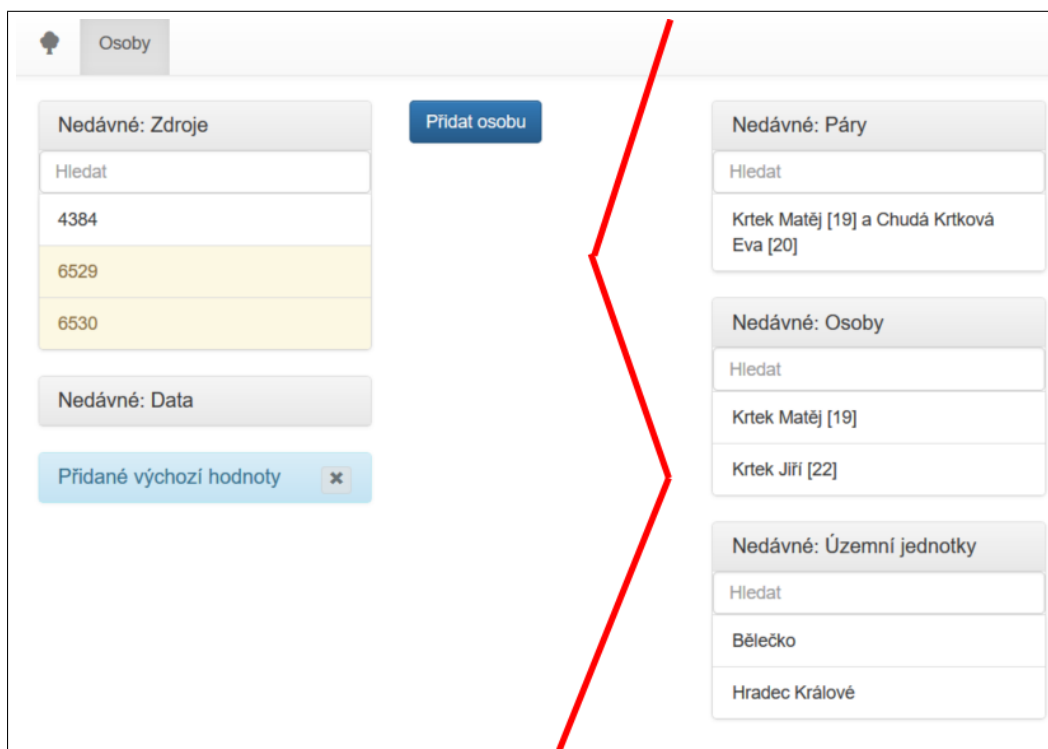 Osoby
Nedávné: Zdroje
Hledat
4384
6529
6530
Nedávné: Data
Přidané výchozí hodnoty
Přidat osobu
Nedávné: Páry
Hledat
Krtek Matěj [19] a Chudá Krtková
Eva [20]
Nedávné: Osoby
Hledat
Krtek Matěj [19]
Krtek Jiří [22]
Nedávné: Územní jednotky
Hledat
Bělečko
Hradec Králové